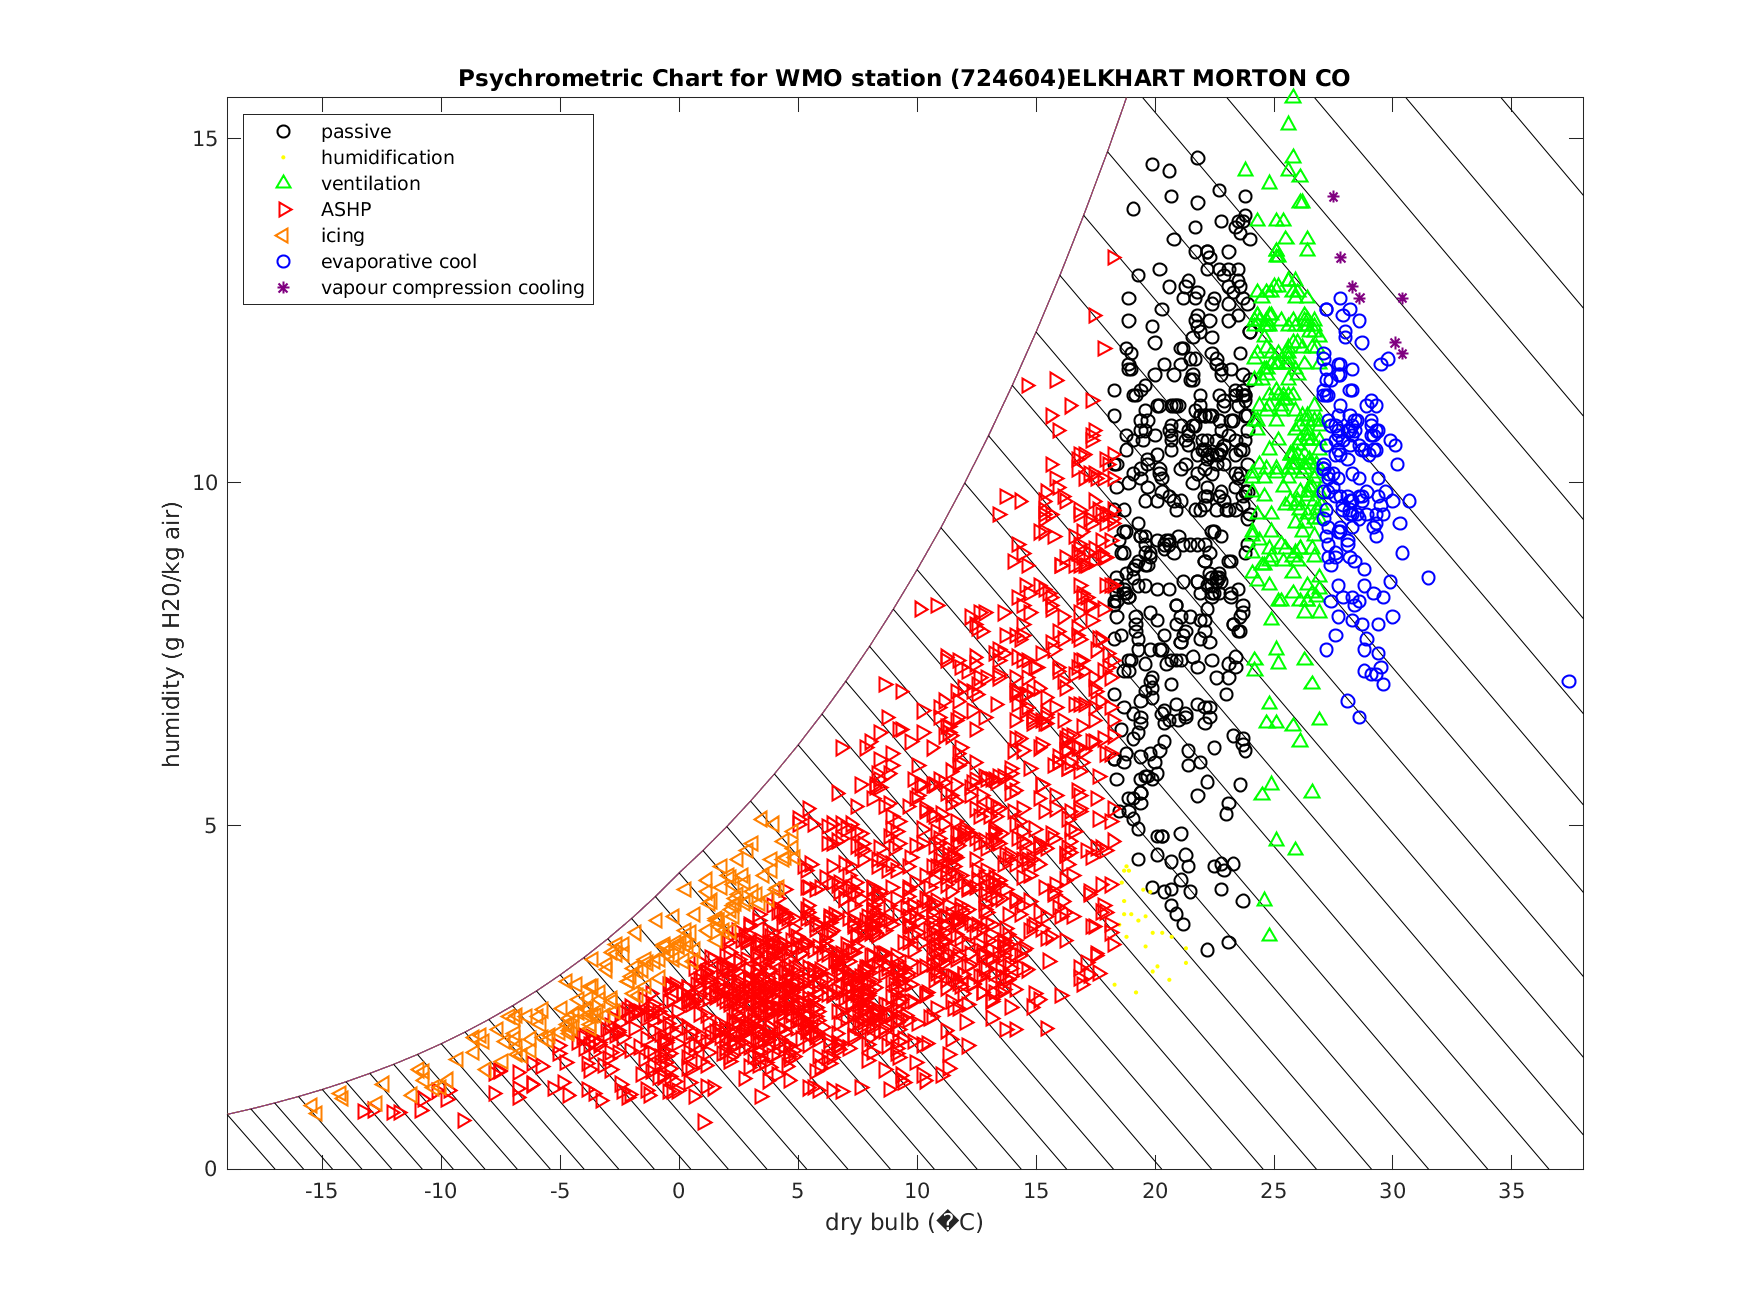 Psychrometric Chart for WMO station (724604)ELKHART MORTON CO
passive
humidification
ventilation
ASHP
icing
evaporative cool
vapour compression cooling
humidity (g H20/kg air)
15
10
5
0
-15 -10 -5 0 5 10 15 20 25 30 35
dry bulb (�C)